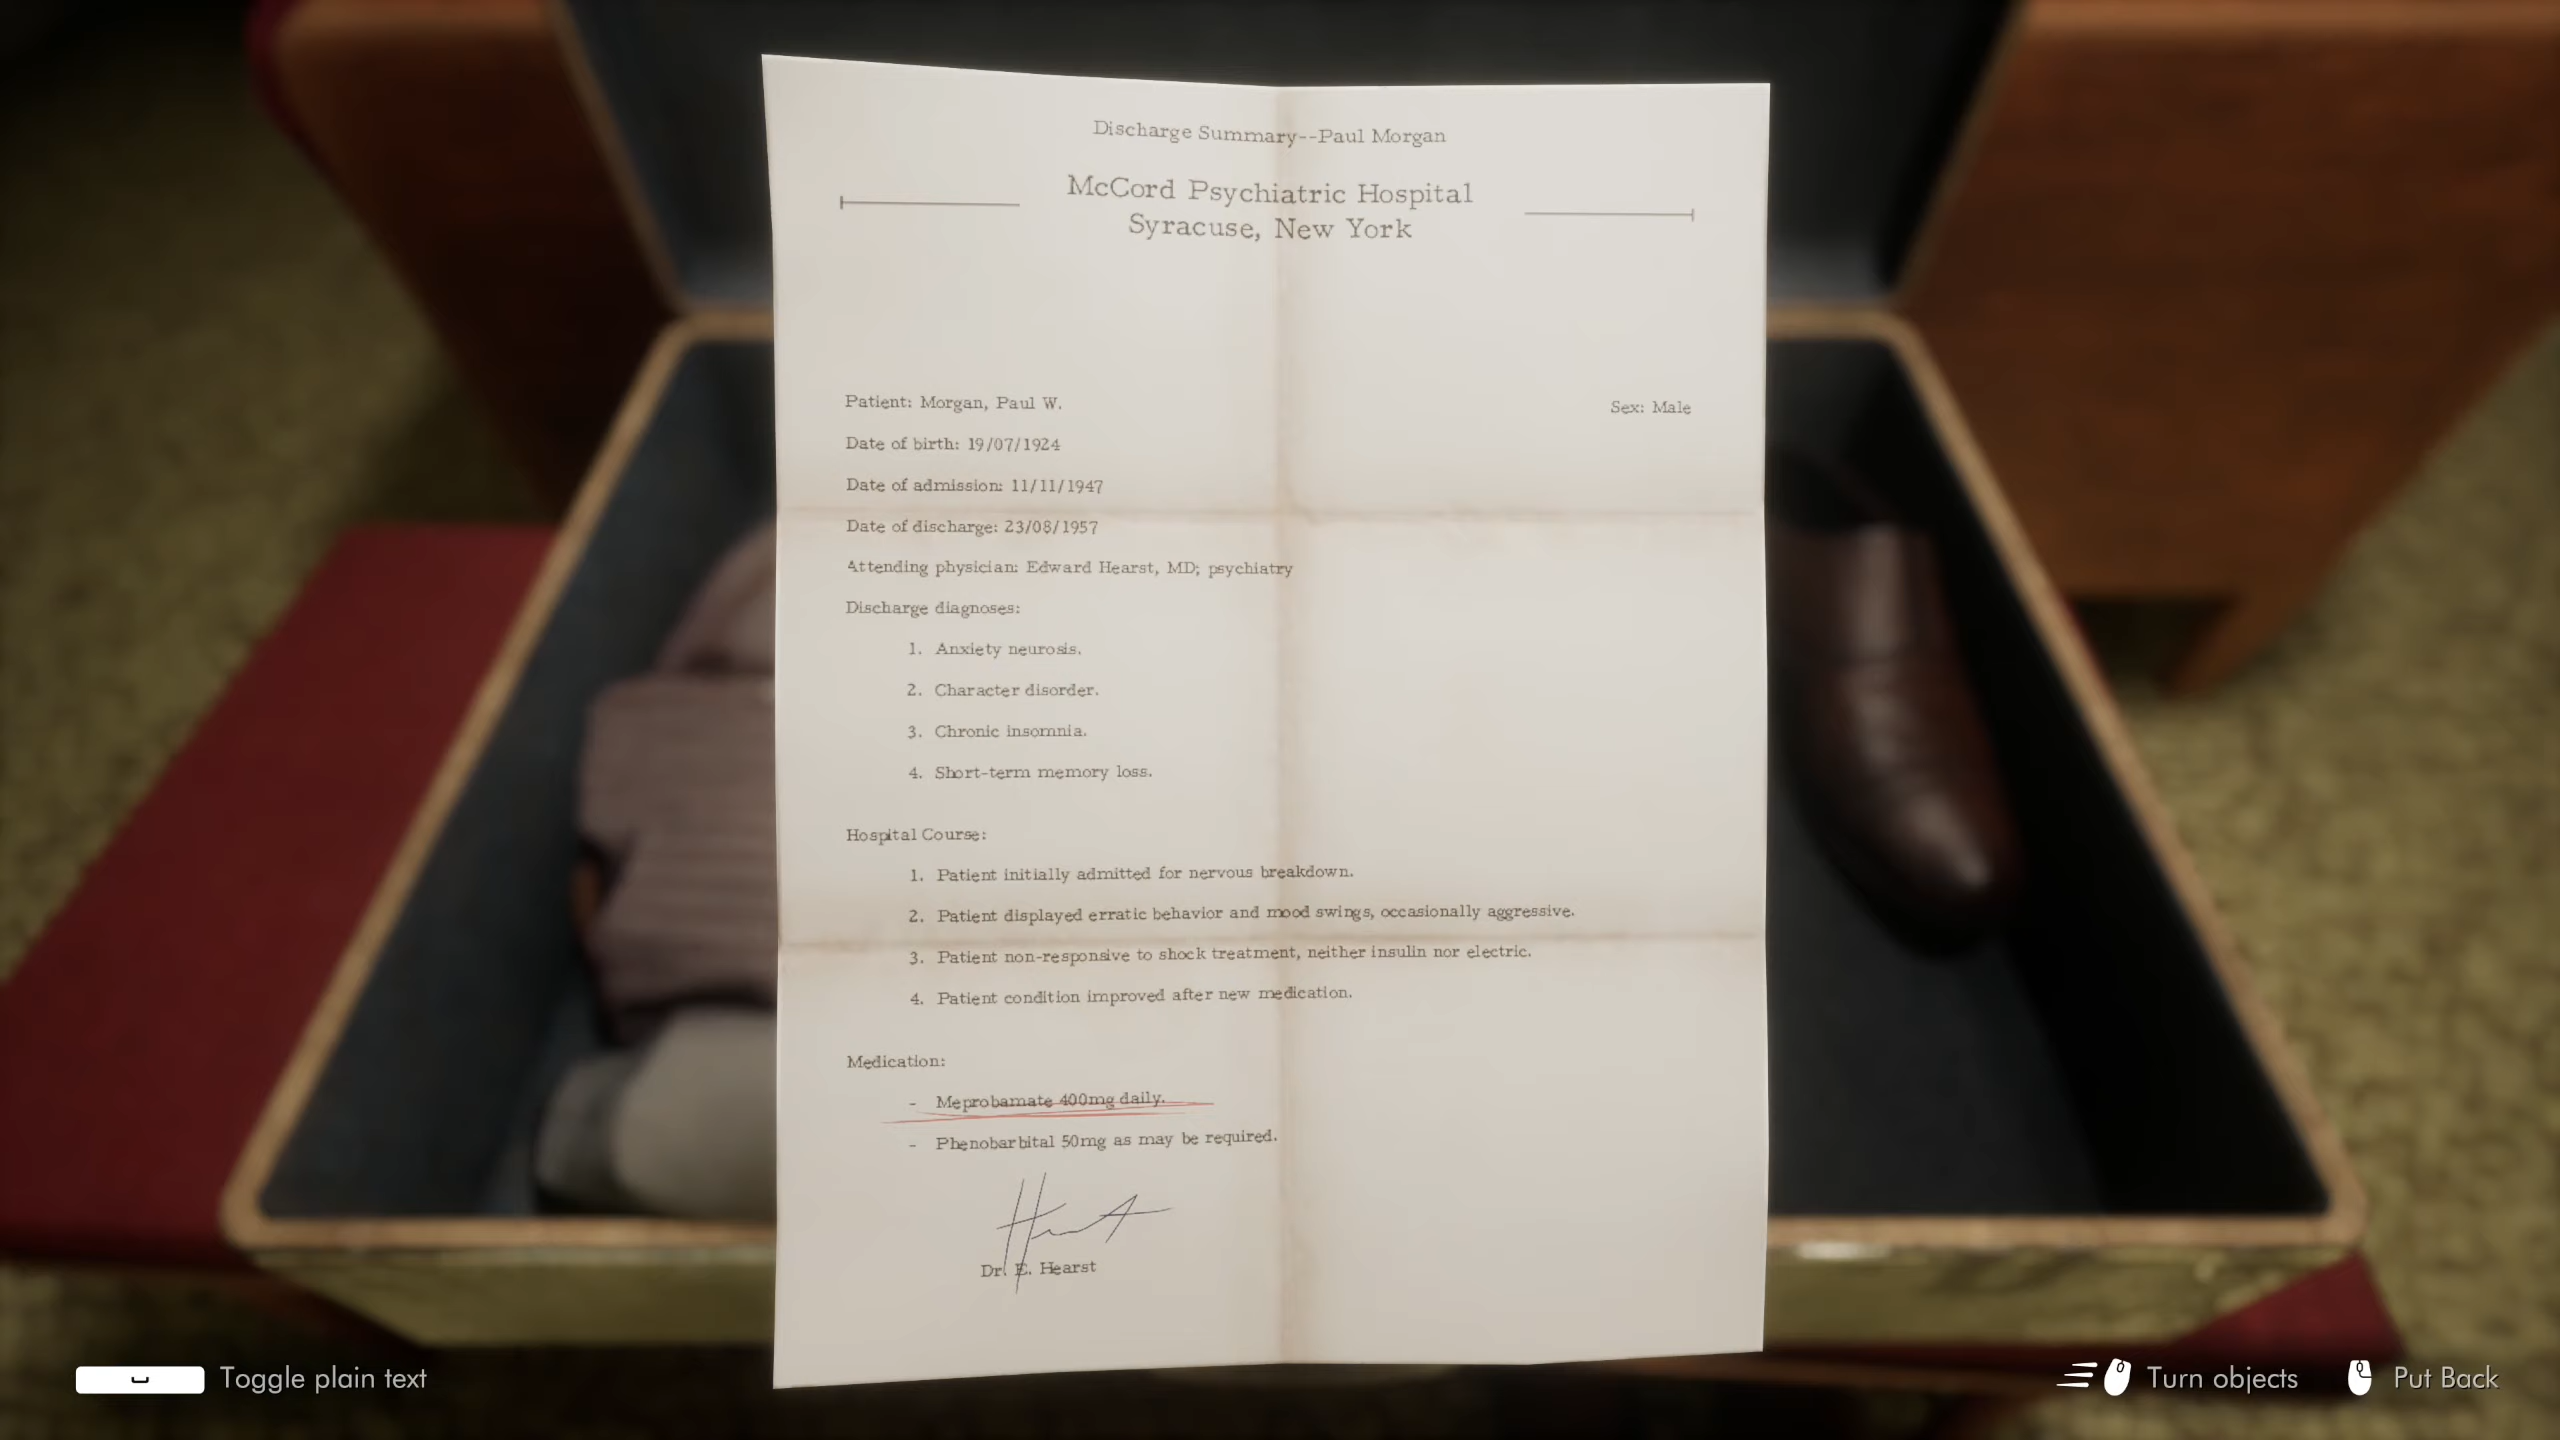 Discharge Summary--Paul Morgan
McCord Psychiatric Hospital
Syracuse, New York
Patient: Morgan, Paul W.
Sex: Male
Date of birth: 19/07/1924
Date of admission: 11/11/1947
Date of discharge: 23/08/1957
Attending physician: Edward Hearst, MD; psychiatry
Discharge diagnoses:
1. Anxiety neurosis.
2. Character disorder.
3. Chronic insomnia.
4. Short-term memory loss.
Hospital Course:
1. Patient initially admitted for nervous breakdown.
2. Patient displayed erratic behavior and mood swings, occasionally aggressive.
3. Patient non-responsive to shock treatment, neither insulin nor electric.
4. Patient condition improved after new medication.
Medication:
- Meprobamate 400mg daily.
- Phenobarbital 50mg as may be required.
Hearst
Dr. E. Hearst
Toggle plain text
Turn objects
Put Back